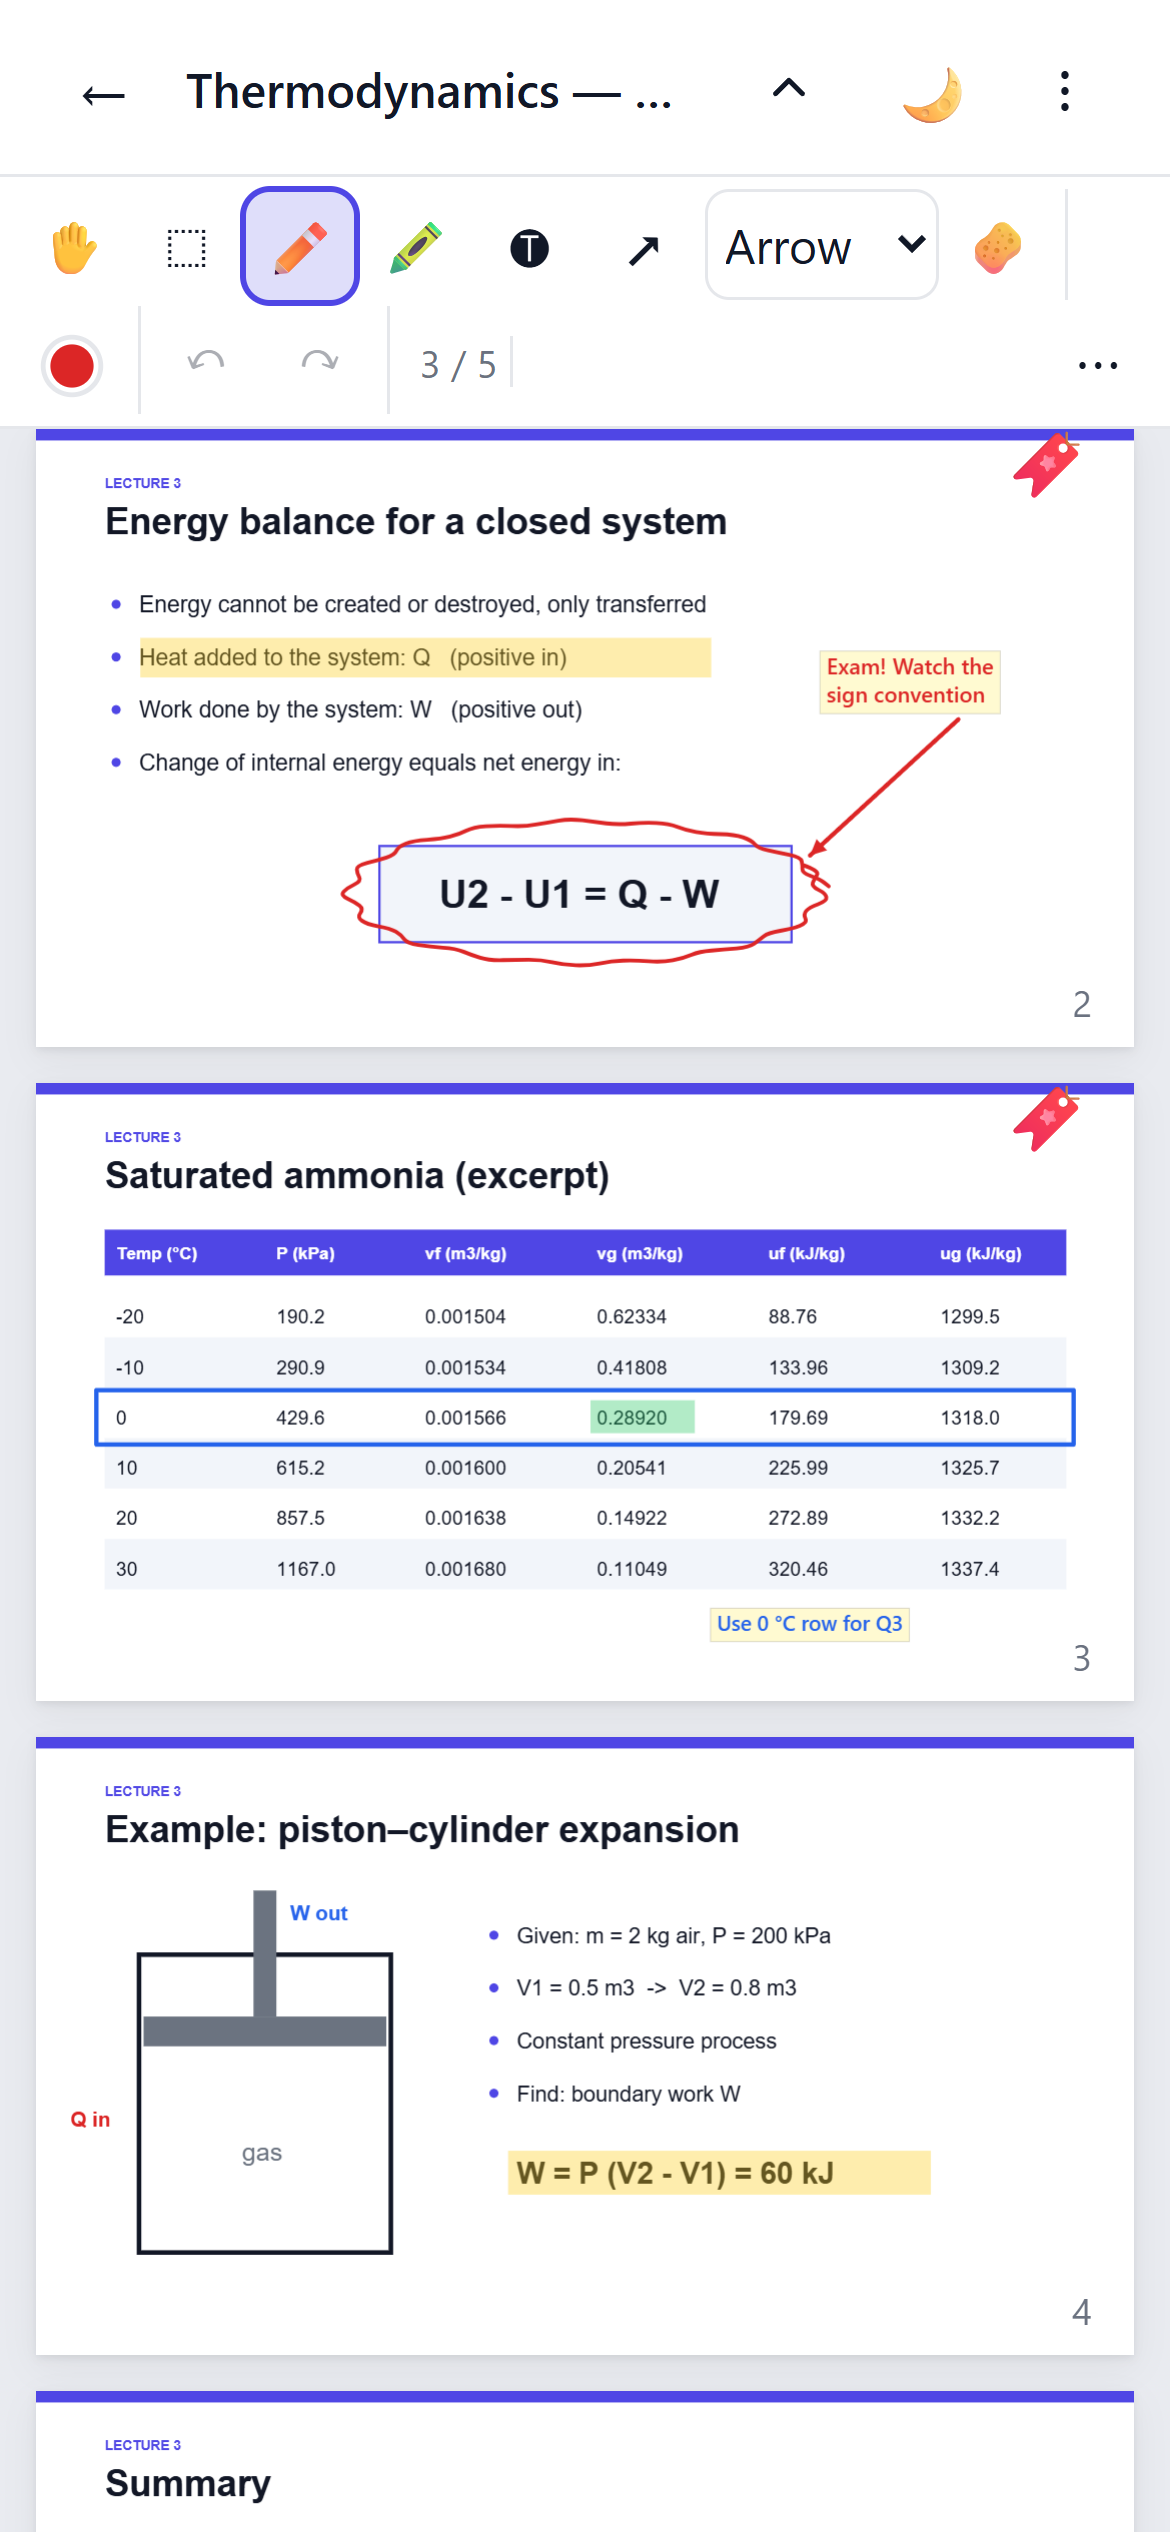 Thermodynamics — ...
T
Arrow
3 / 5
LECTURE 3
Energy balance for a closed system
Energy cannot be created or destroyed, only transferred
Heat added to the system: Q (positive in)
Work done by the system: W (positive out)
Change of internal energy equals net energy in:
Exam! Watch the
sign convention
U2 - U1 = Q - W
2
LECTURE 3
Saturated ammonia (excerpt)
Temp (°C) P (kPa) vf (m3/kg) vg (m3/kg) uf (kJ/kg) ug (kJ/kg)
-20 190.2 0.001504 0.62334 88.76 1299.5
-10 290.9 0.001534 0.41808 133.96 1309.2
0 429.6 0.001566 0.28920 179.69 1318.0
10 615.2 0.001600 0.20541 225.99 1325.7
20 857.5 0.001638 0.14922 272.89 1332.2
30 1167.0 0.001680 0.11049 320.46 1337.4
Use 0 °C row for Q3
3
LECTURE 3
Example: piston–cylinder expansion
W out
Q in
gas
Given: m = 2 kg air, P = 200 kPa
V1 = 0.5 m3 -> V2 = 0.8 m3
Constant pressure process
Find: boundary work W
W = P (V2 - V1) = 60 kJ
4
LECTURE 3
Summary